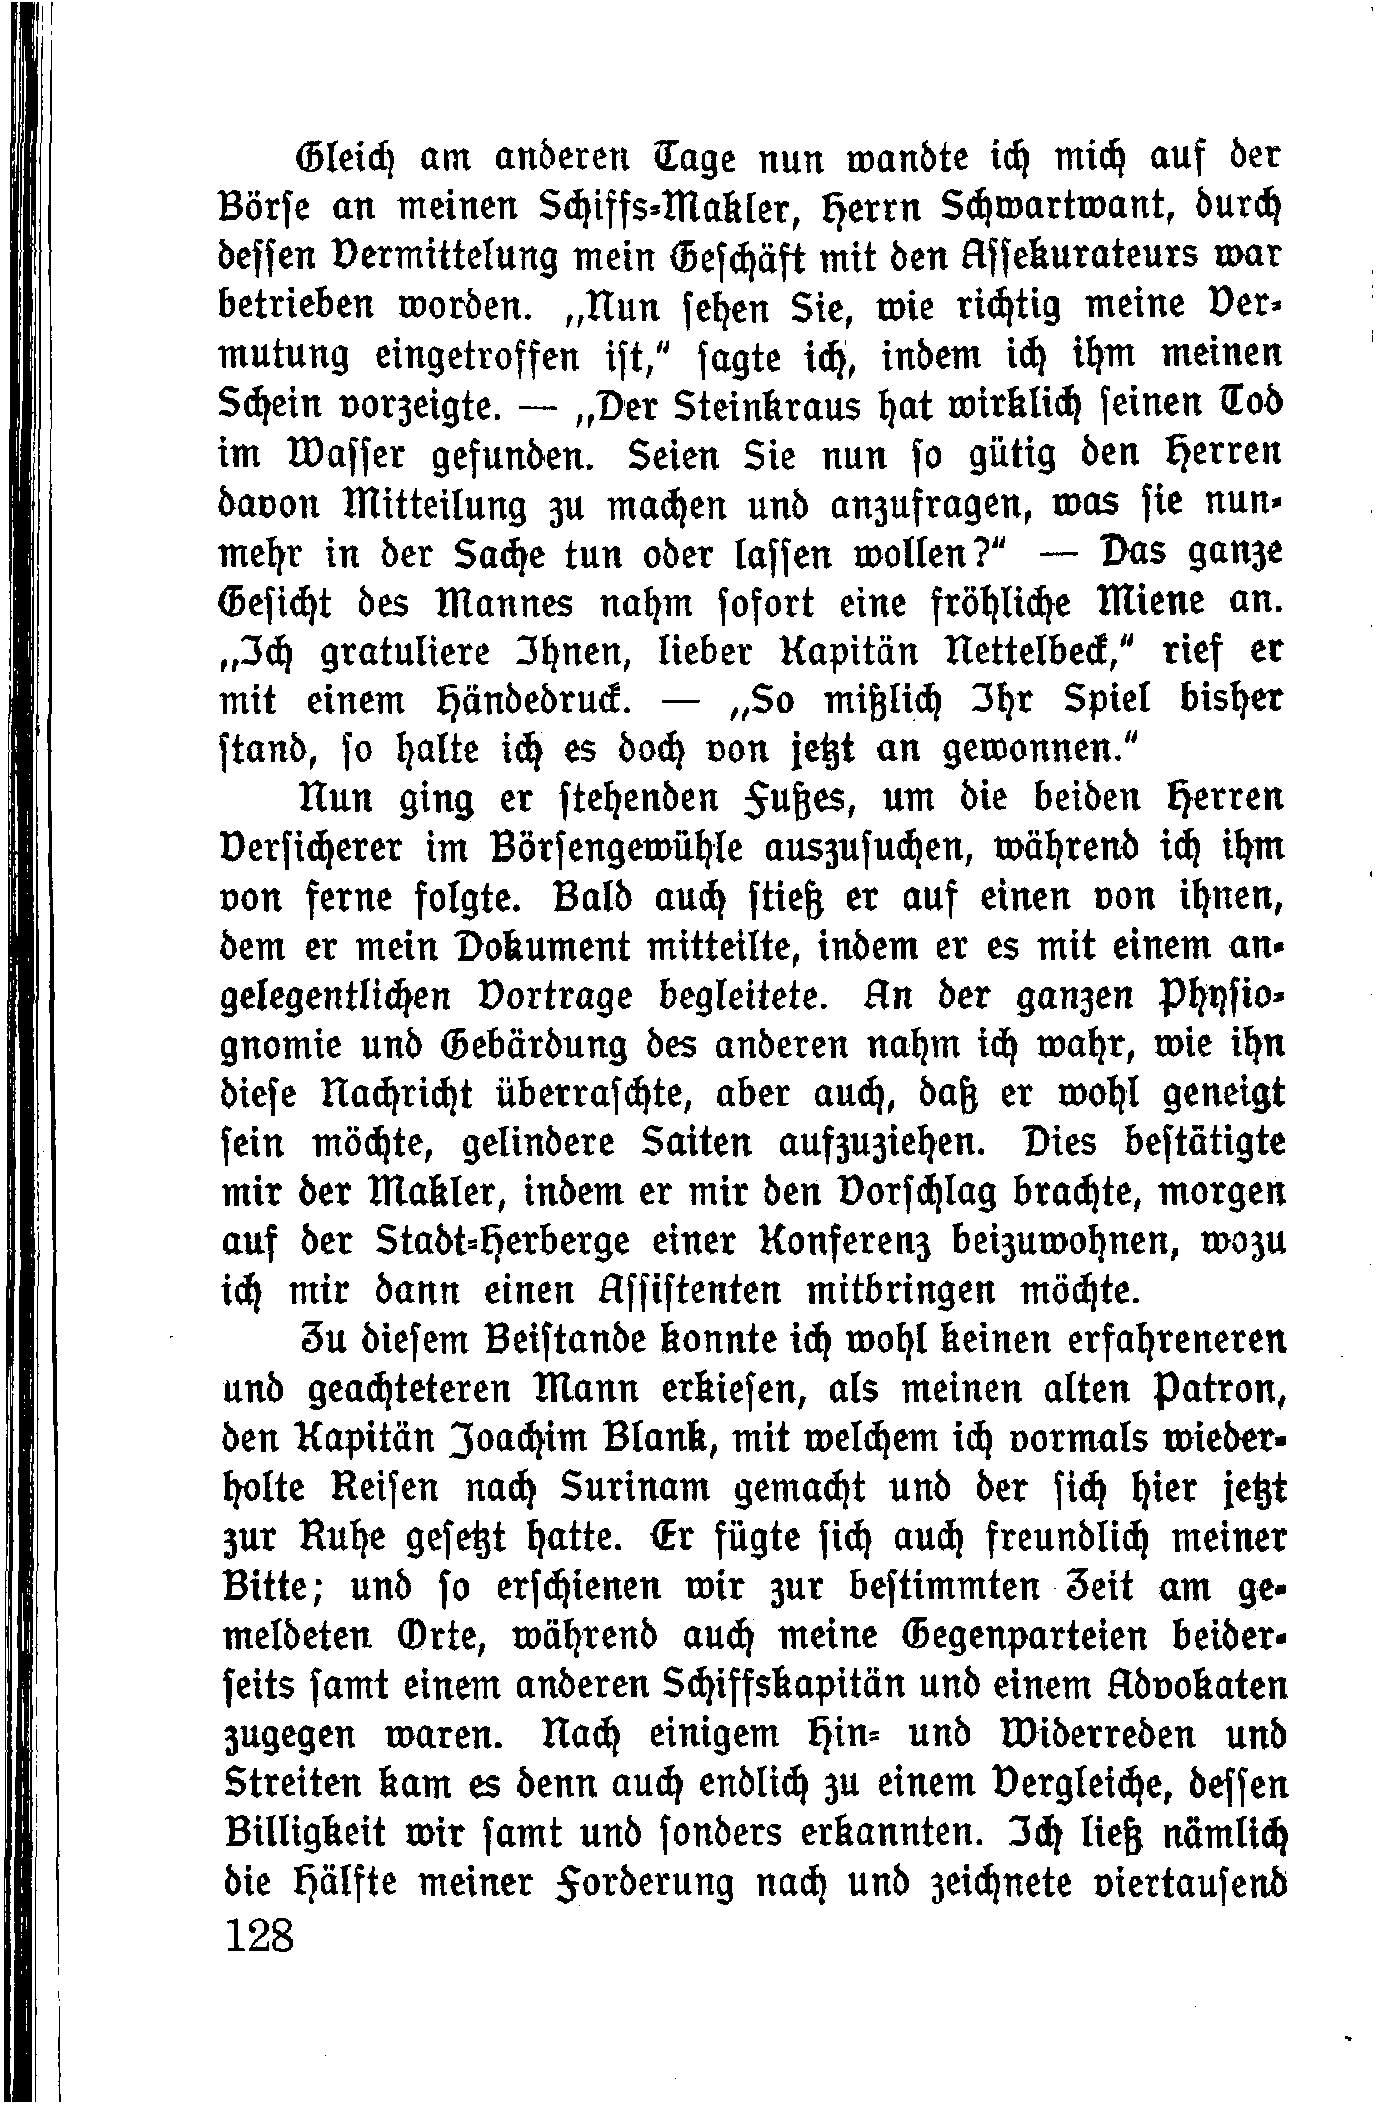 Gleich am anderen Tage nun wandte ich mich auf der
Börse an meinen Schiffs-Makler, Herrn Schwartwant, durch
dessen Vermittelung mein Geschäft mit den Assekurateurs war
betrieben worden. „Nun sehen Sie, wie richtig meine Ver-
mutung eingetroffen ist,“ sagte ich, indem ich ihm meinen
Schein vorzeigte. — „Der Steinkraus hat wirklich seinen Tod
im Wasser gefunden. Seien Sie nun so gütig den Herren
davon Mitteilung zu machen und anzufragen, was sie nun-
mehr in der Sache tun oder lassen wollen?“ — Das ganze
Gesicht des Mannes nahm sofort eine fröhliche Miene an.
„Ich gratuliere Ihnen, lieber Kapitän Nettelbeck,“ rief er
mit einem Händedruck. — „So mißlich Ihr Spiel bisher
stand, so halte ich es doch von jetzt an gewonnen.“
Nun ging er stehenden Fußes, um die beiden Herren
Versicherer im Börsengewühle auszusuchen, während ich ihm
von ferne folgte. Bald auch stieß er auf einen von ihnen,
dem er mein Dokument mitteilte, indem er es mit einem an-
gelegentlichen Vortrage begleitete. An der ganzen Physio-
gnomie und Gebärdung des anderen nahm ich wahr, wie ihn
diese Nachricht überraschte, aber auch, daß er wohl geneigt
sein möchte, gelindere Saiten aufzuziehen. Dies bestätigte
mir der Makler, indem er mir den Vorschlag brachte, morgen
auf der Stadt-Herberge einer Konferenz beizuwohnen, wozu
ich mir dann einen Assistenten mitbringen möchte.
Zu diesem Beistande konnte ich wohl keinen erfahreneren
und geachteteren Mann erkiesen, als meinen alten Patron,
den Kapitän Joachim Blank, mit welchem ich vormals wieder-
holte Reisen nach Surinam gemacht und der sich hier jetzt
zur Ruhe gesetzt hatte. Er fügte sich auch freundlich meiner
Bitte; und so erschienen wir zur bestimmten Zeit am ge-
meldeten Orte, während auch meine Gegenparteien beider-
seits samt einem anderen Schiffskapitän und einem Advokaten
zugegen waren. Nach einigem Hin- und Widerreden und
Streiten kam es denn auch endlich zu einem Vergleiche, dessen
Billigkeit wir samt und sonders erkannten. Ich ließ nämlich
die Hälfte meiner Forderung nach und zeichnete viertausend
128